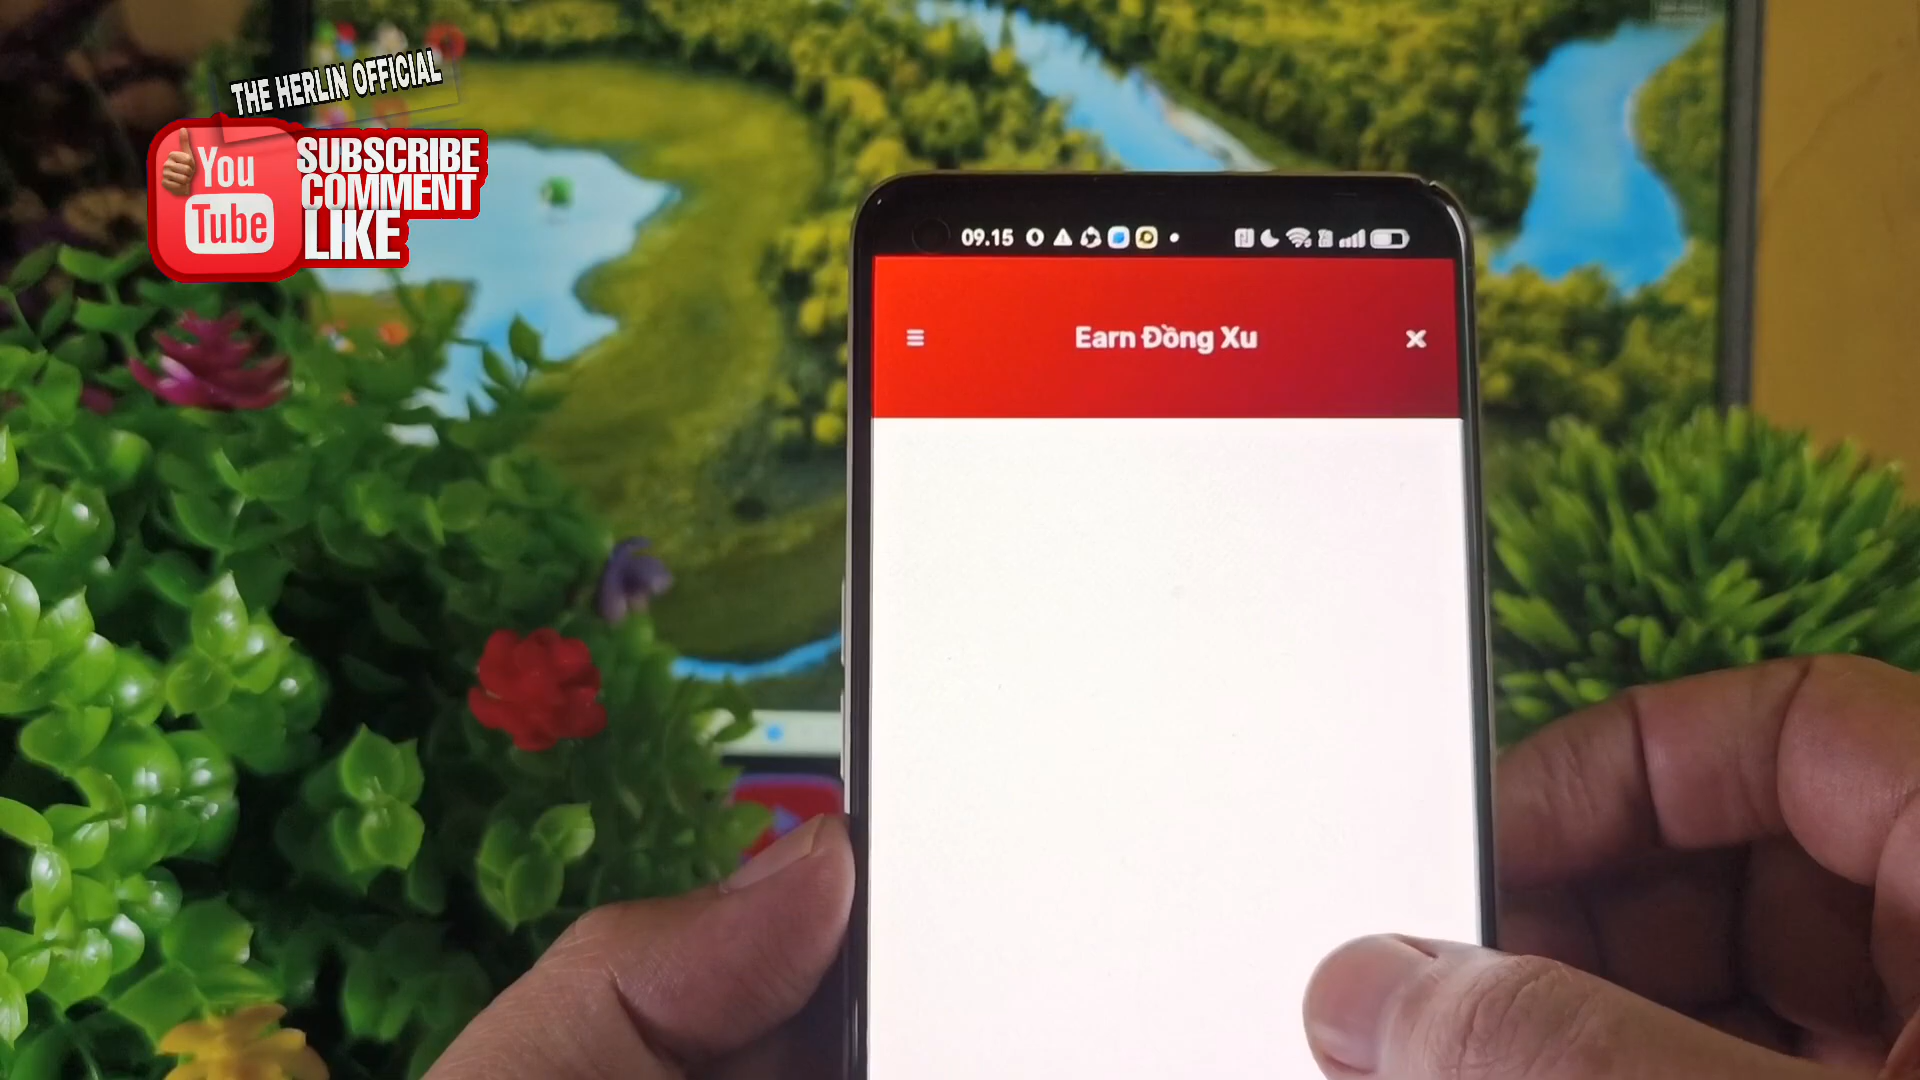 THE HERLIN OFFICIAL
You
Tube
SUBSCRIBE
COMMENT
LIKE
09.15
Earn Đồng Xu